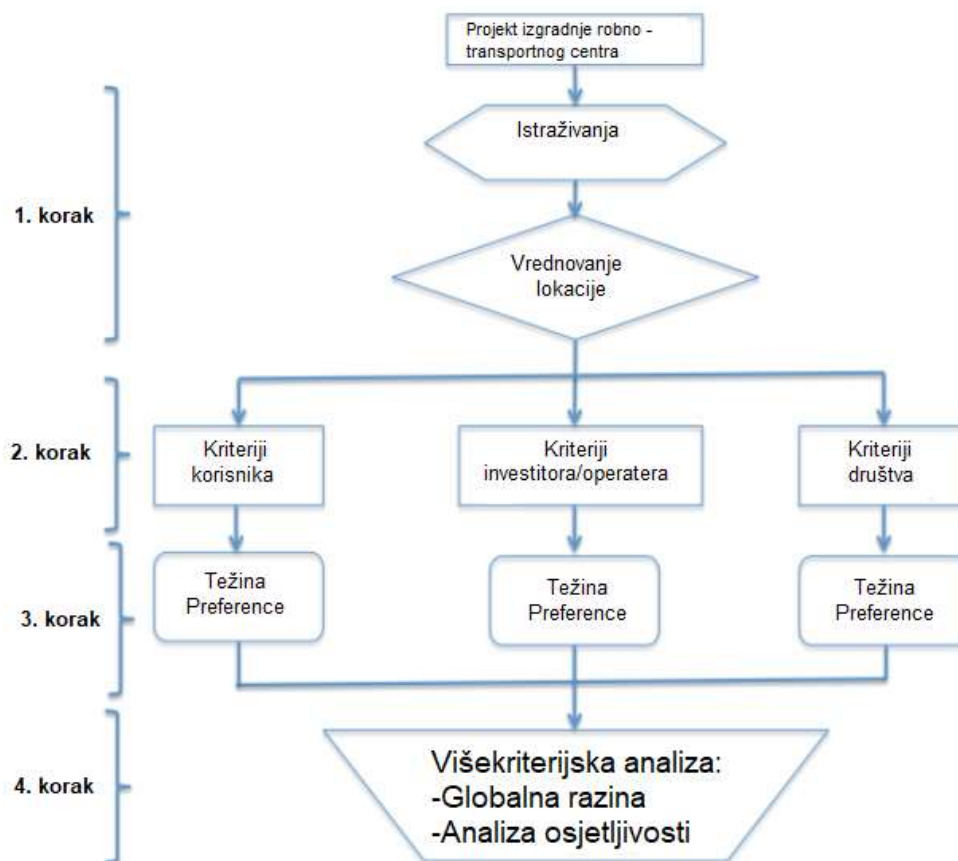 Projekt izgradnje robno -
transportnog centra
Istraživanja
1. korak
Vrednovanje
lokacije
2. korak
Kriteriji
korisnika
Kriteriji
investitora/operatera
Kriteriji
društva
3. korak
Težina
Preference
Težina
Preference
Težina
Preference
4. korak
Višekriterijska analiza:
-Globalna razina
-Analiza osjetljivosti